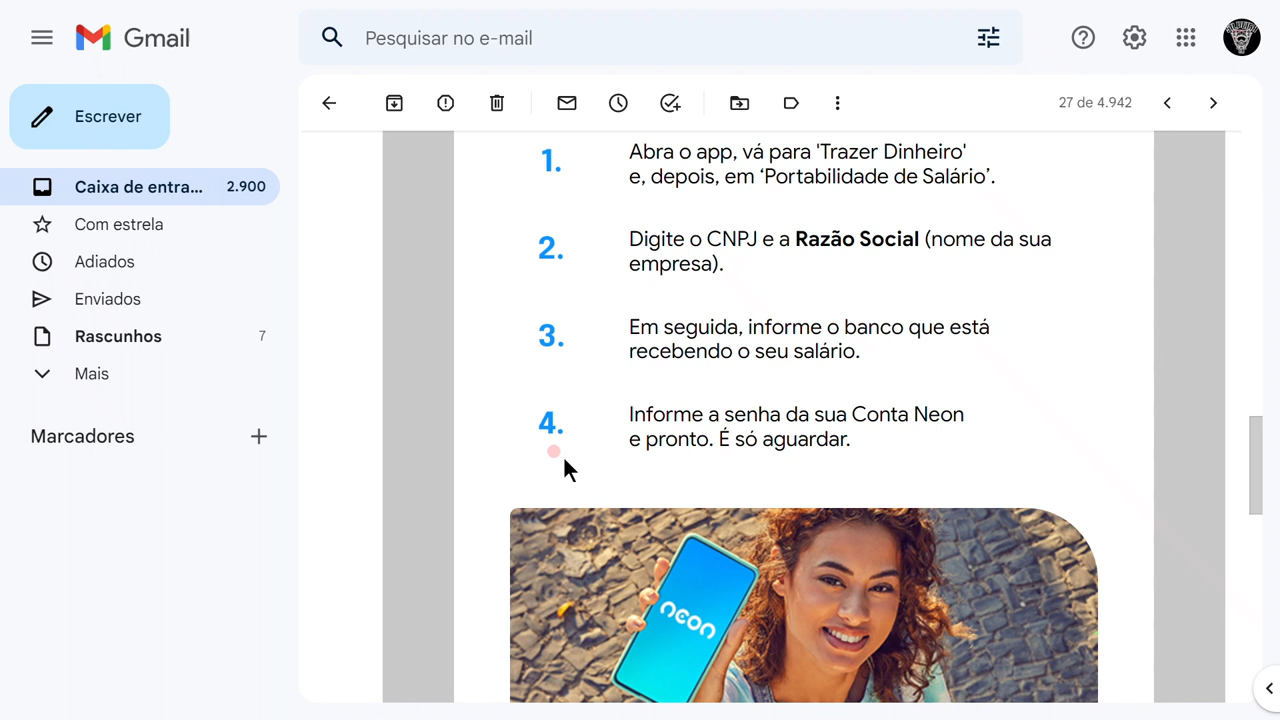 Gmail
Pesquisar no e-mail
Escrever
27 de 4.942
Caixa de entra... 2.900
Com estrela
Adiados
Enviados
Rascunhos 7
Mais
Marcadores
1. Abra o app, vá para 'Trazer Dinheiro'
e, depois, em ‘Portabilidade de Salário’.
2. Digite o CNPJ e a Razão Social (nome da sua
empresa).
3. Em seguida, informe o banco que está
recebendo o seu salário.
4. Informe a senha da sua Conta Neon
e pronto. É só aguardar.
neon